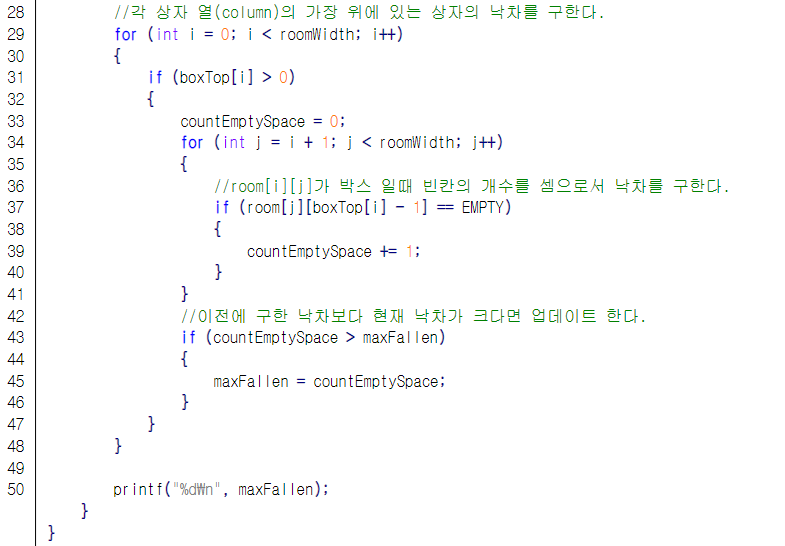 28 //각 상자 열(column)의 가장 위에 있는 상자의 낙차를 구한다.
29 for (int i = 0; i < roomWidth; i++)
30 {
31 if (boxTop[i] > 0)
32 {
33 countEmptySpace = 0;
34 for (int j = i + 1; j < roomWidth; j++)
35 {
36 //room[i][j]가 박스 일때 빈칸의 개수를 셈으로서 낙차를 구한다.
37 if (room[j][boxTop[i] - 1] == EMPTY)
38 {
39 countEmptySpace += 1;
40 }
41 }
42 //이전에 구한 낙차보다 현재 낙차가 크다면 업데이트 한다.
43 if (countEmptySpace > maxFallen)
44 {
45 maxFallen = countEmptySpace;
46 }
47 }
48 }
49
50 printf("%d₩n", maxFallen);
}
}